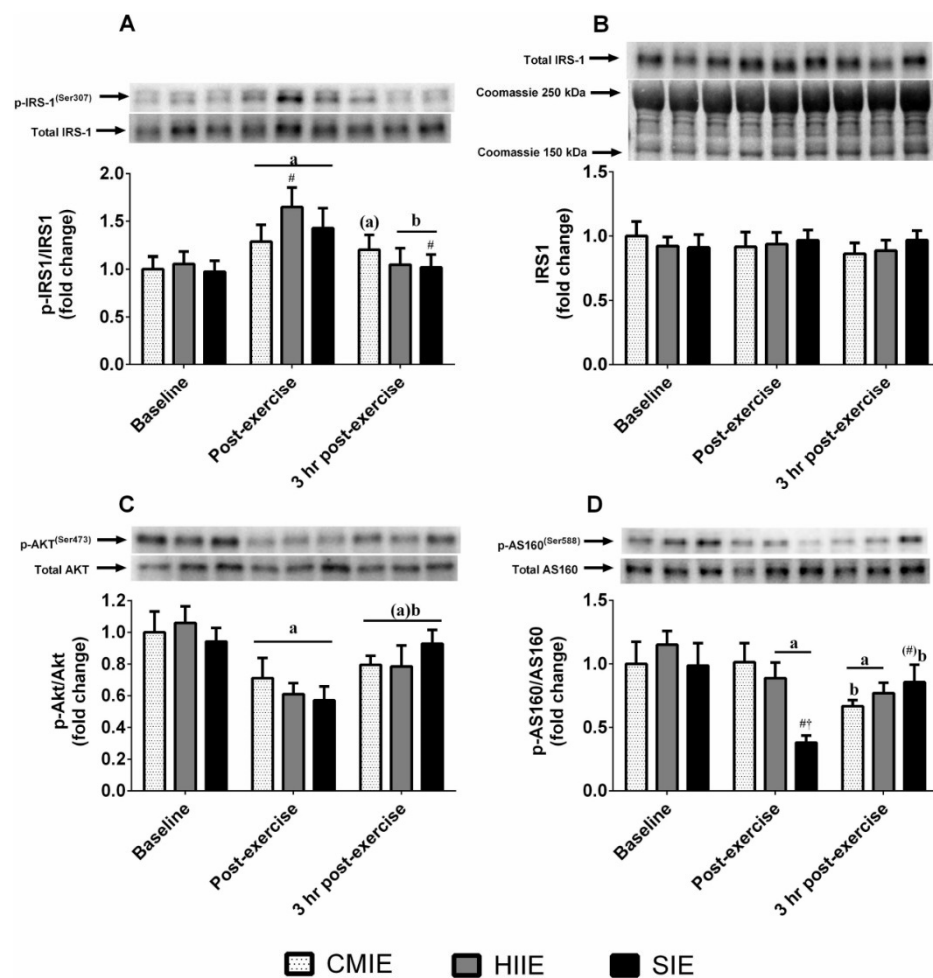 A
p-IRS-1(Ser307)
Total IRS-1
p-IRS1/IRS1
(fold change)
2.0
1.5
1.0
0.5
0.0
a
#
(a)
b
#
Baseline
Post-exercise
3 hr post-exercise
B
Total IRS-1
Coomassie 250 kDa
Coomassie 150 kDa
IRS1
(fold change)
1.5
1.0
0.5
0.0
Baseline
Post-exercise
3 hr post-exercise
C
p-AKT(Ser473)
Total AKT
p-Akt/Akt
(fold change)
1.2
1.0
0.8
0.6
0.4
0.2
0.0
a
(a)b
Baseline
Post-exercise
3 hr post-exercise
D
p-AS160(Ser588)
Total AS160
p-AS160/AS160
(fold change)
1.5
1.0
0.5
0.0
a
#†
a
b
(#)b
Baseline
Post-exercise
3 hr post-exercise
CMIE HIIE SIE